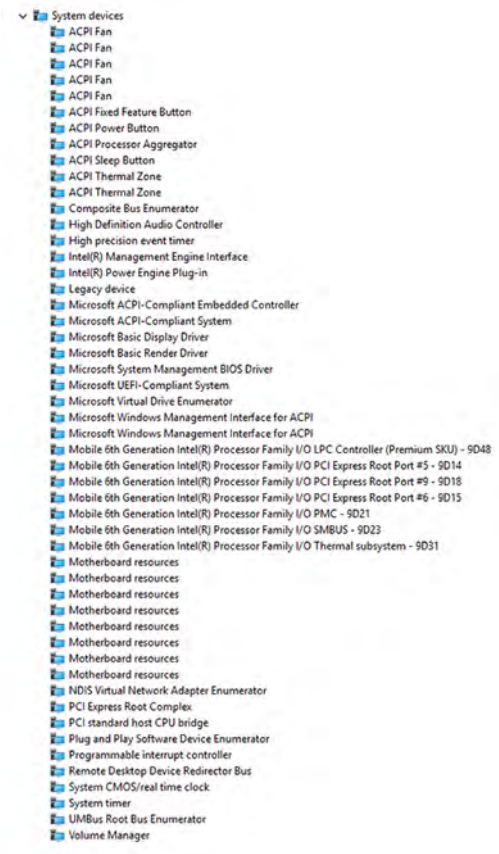 System devices
ACPI Fan
ACPI Fan
ACPI Fan
ACPI Fan
ACPI Fan
ACPI Fixed Feature Button
ACPI Power Button
ACPI Processor Aggregator
ACPI Sleep Button
ACPI Thermal Zone
ACPI Thermal Zone
Composite Bus Enumerator
High Definition Audio Controller
High precision event timer
Intel(R) Management Engine Interface
Intel(R) Power Engine Plug-in
Legacy device
Microsoft ACPI-Compliant Embedded Controller
Microsoft ACPI-Compliant System
Microsoft Basic Display Driver
Microsoft Basic Render Driver
Microsoft System Management BIOS Driver
Microsoft UEFI-Compliant System
Microsoft Virtual Drive Enumerator
Microsoft Windows Management Interface for ACPI
Microsoft Windows Management Interface for ACPI
Mobile 6th Generation Intel(R) Processor Family I/O LPC Controller (Premium SKU) - 9D48
Mobile 6th Generation Intel(R) Processor Family I/O PCI Express Root Port #5 - 9D14
Mobile 6th Generation Intel(R) Processor Family I/O PCI Express Root Port #9 - 9D18
Mobile 6th Generation Intel(R) Processor Family I/O PCI Express Root Port #6 - 9D15
Mobile 6th Generation Intel(R) Processor Family I/O PMC - 9D21
Mobile 6th Generation Intel(R) Processor Family I/O SMBUS - 9D23
Mobile 6th Generation Intel(R) Processor Family I/O Thermal subsystem - 9D31
Motherboard resources
Motherboard resources
Motherboard resources
Motherboard resources
Motherboard resources
Motherboard resources
Motherboard resources
Motherboard resources
NDIS Virtual Network Adapter Enumerator
PCI Express Root Complex
PCI standard host CPU bridge
Plug and Play Software Device Enumerator
Programmable interrupt controller
Remote Desktop Device Redirector Bus
System CMOS/real time clock
System timer
UMBus Root Bus Enumerator
Volume Manager